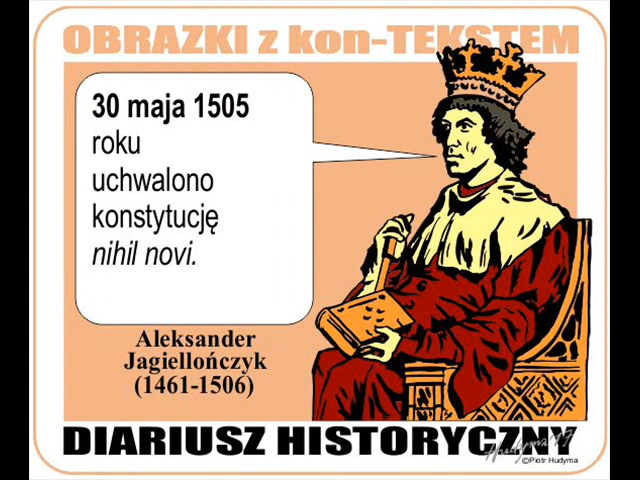 OBRAZKI z kon-TEKSTEM
30 maja 1505
roku
uchwalono
konstytucję
nihil novi.
Aleksander
Jagiellończyk
(1461-1506)
DIARIUSZ HISTORYCZNY
©Piotr Hudyma